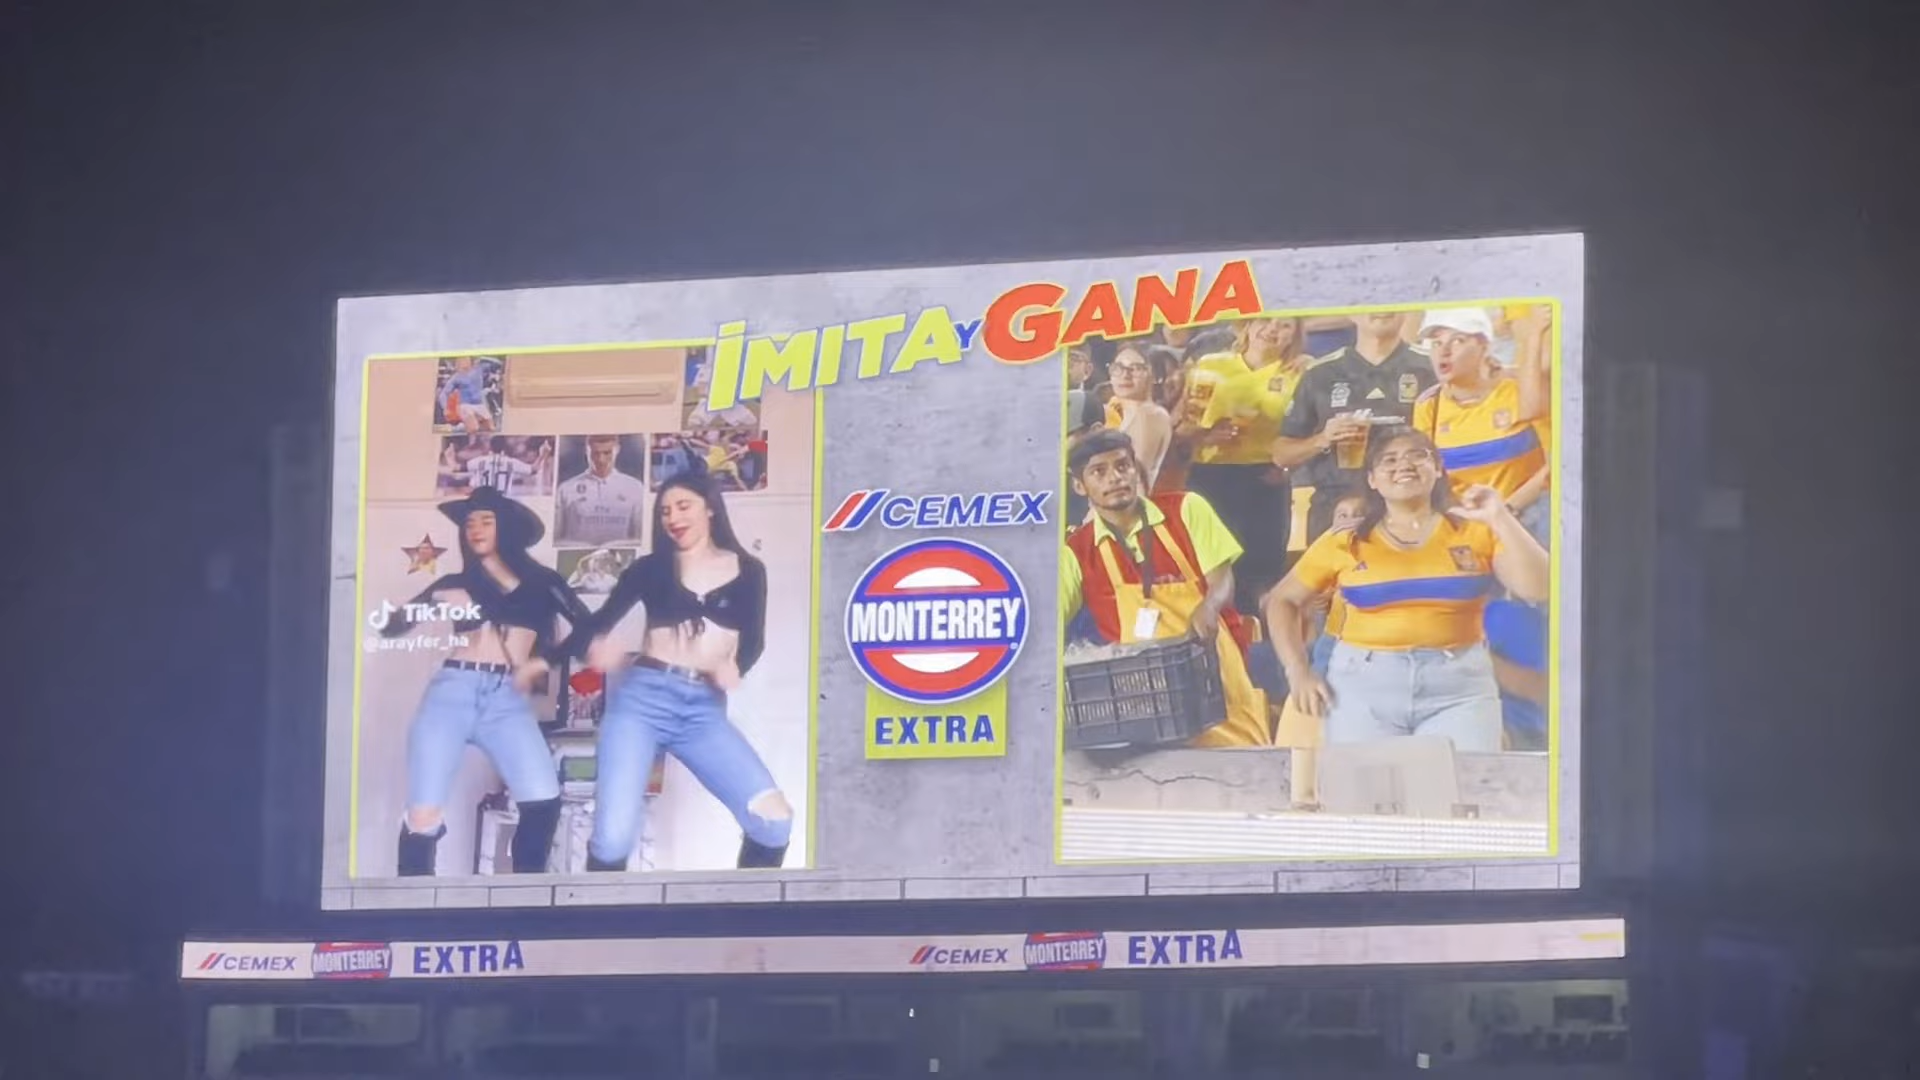 IMITA Y GANA
TikTok
@arayfer_ha
CEMEX
MONTERREY
EXTRA
CEMEX MONTERREY EXTRA CEMEX MONTERREY EXTRA